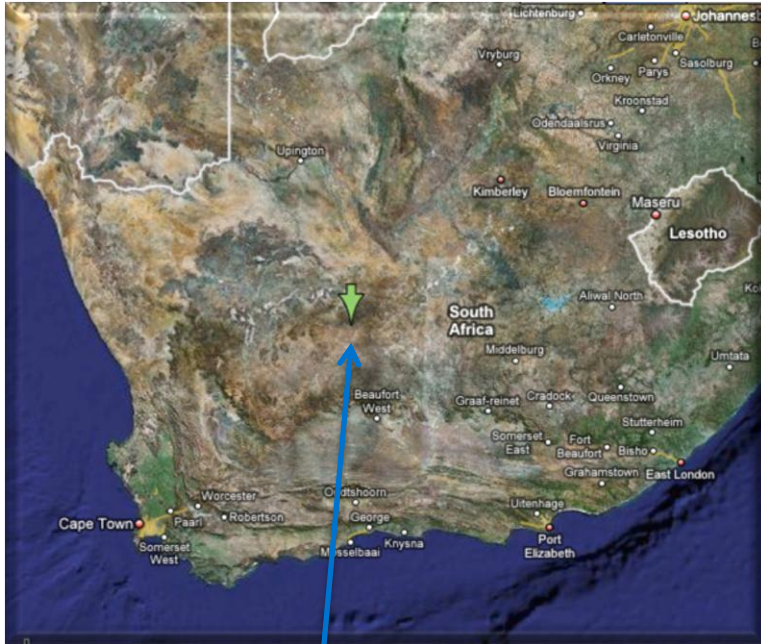 Lichtenburg
Johannesb
Carletonville
Vryburg
Sasolburg
Orkney
Parys
Kroonstad
Odendaalsrus
Virginia
Upington
Kimberley
Bloemfontein
Maseru
Lesotho
Aliwal North
South
Africa
Middelburg
Umtata
Beaufort
West
Graaf-reinet
Cradock
Queenstown
Stutterheim
Somerset
East
Fort
Beaufort
Bisho
Grahamstown
East London
Worcester
Oudtshoorn
Uitenhage
Cape Town
Paarl
Robertson
George
Knysna
Mosselbaai
Somerset
West
Port
Elizabeth